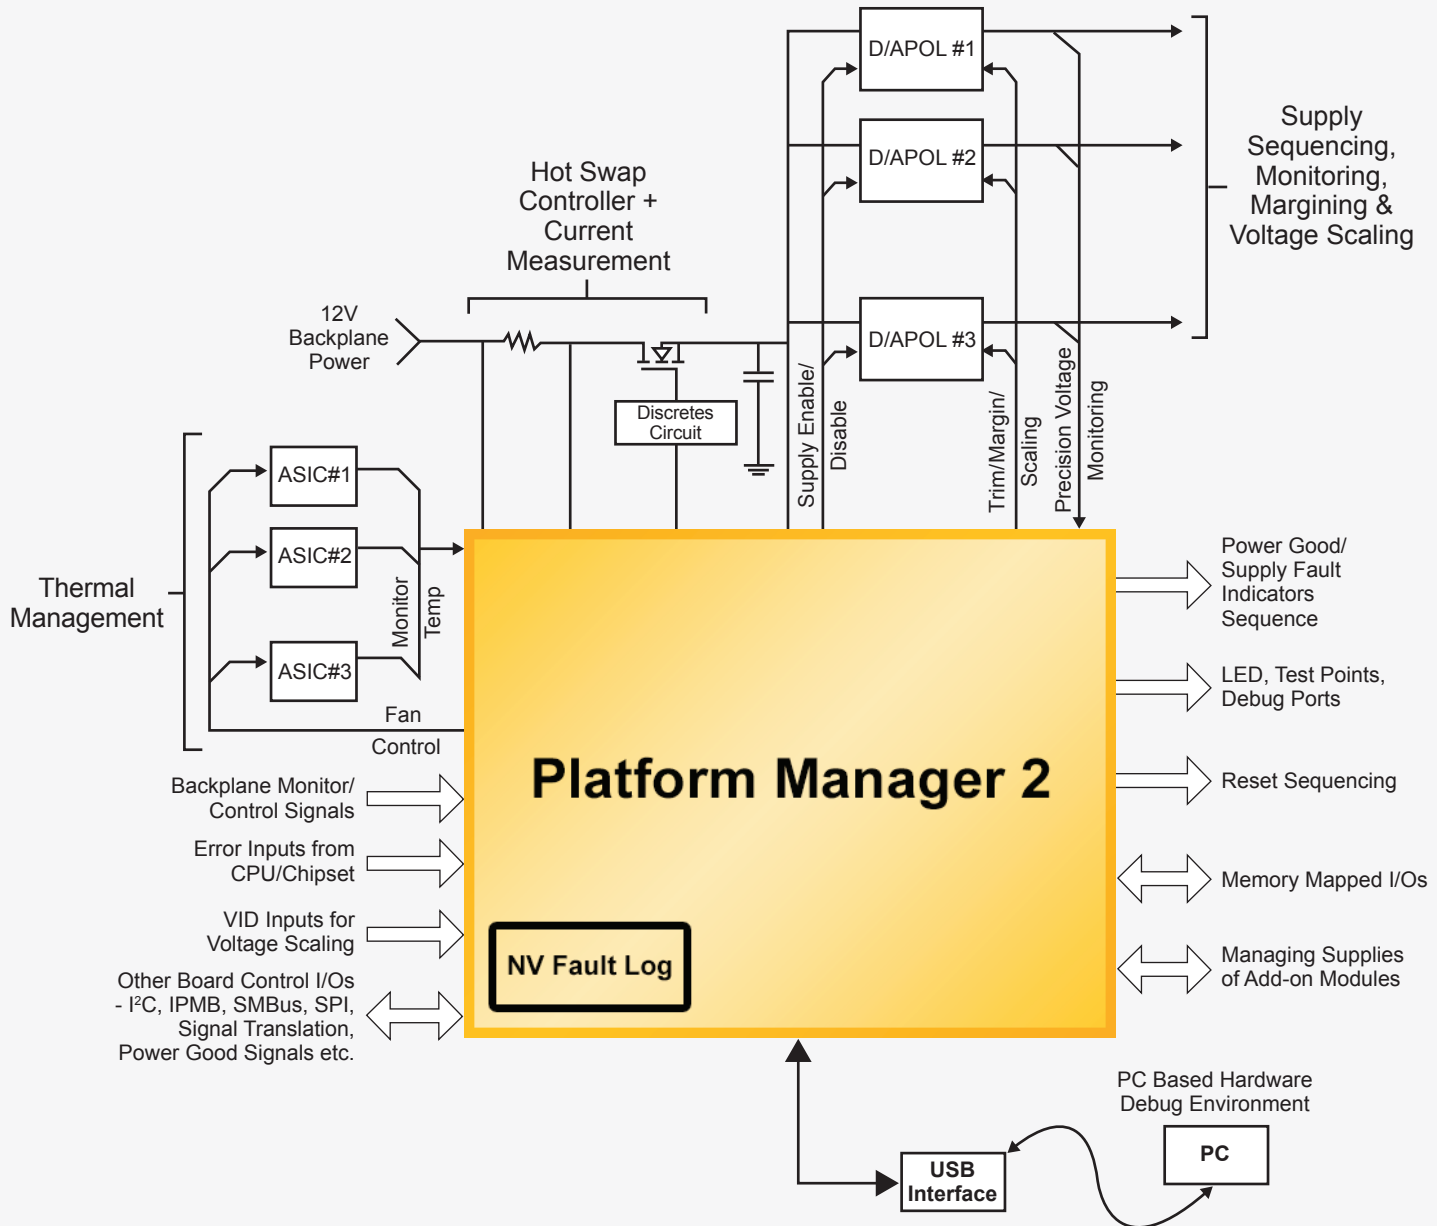 D/APOL #1
D/APOL #2
D/APOL #3
Supply
Sequencing,
Monitoring,
Margining &
Voltage Scaling
Hot Swap
Controller +
Current
Measurement
12V
Backplane
Power
Discretes
Circuit
Supply Enable/
Disable
Trim/Margin/
Scaling
Precision Voltage
Monitoring
Thermal
Management
ASIC#1
ASIC#2
ASIC#3
Monitor
Temp
Fan
Control
Backplane Monitor/
Control Signals
Error Inputs from
CPU/Chipset
VID Inputs for
Voltage Scaling
Other Board Control I/Os
- I²C, IPMB, SMBus, SPI,
Signal Translation,
Power Good Signals etc.
Platform Manager 2
NV Fault Log
Power Good/
Supply Fault
Indicators
Sequence
LED, Test Points,
Debug Ports
Reset Sequencing
Memory Mapped I/Os
Managing Supplies
of Add-on Modules
PC Based Hardware
Debug Environment
PC
USB
Interface